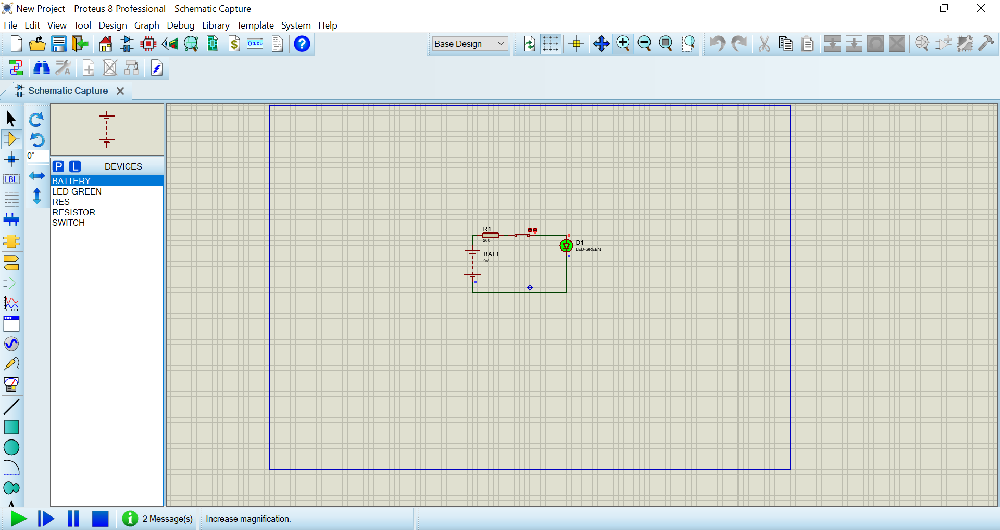 New Project - Proteus 8 Professional - Schematic Capture
File Edit View Tool Design Graph Debug Library Template System Help
0101
$
?
Base Design
A
Schematic Capture
0°
P L DEVICES
BATTERY
LED-GREEN
RES
RESISTOR
SWITCH
LBL
R1
200
BAT1
9V
D1
LED-GREEN
2 Message(s)
Increase magnification.